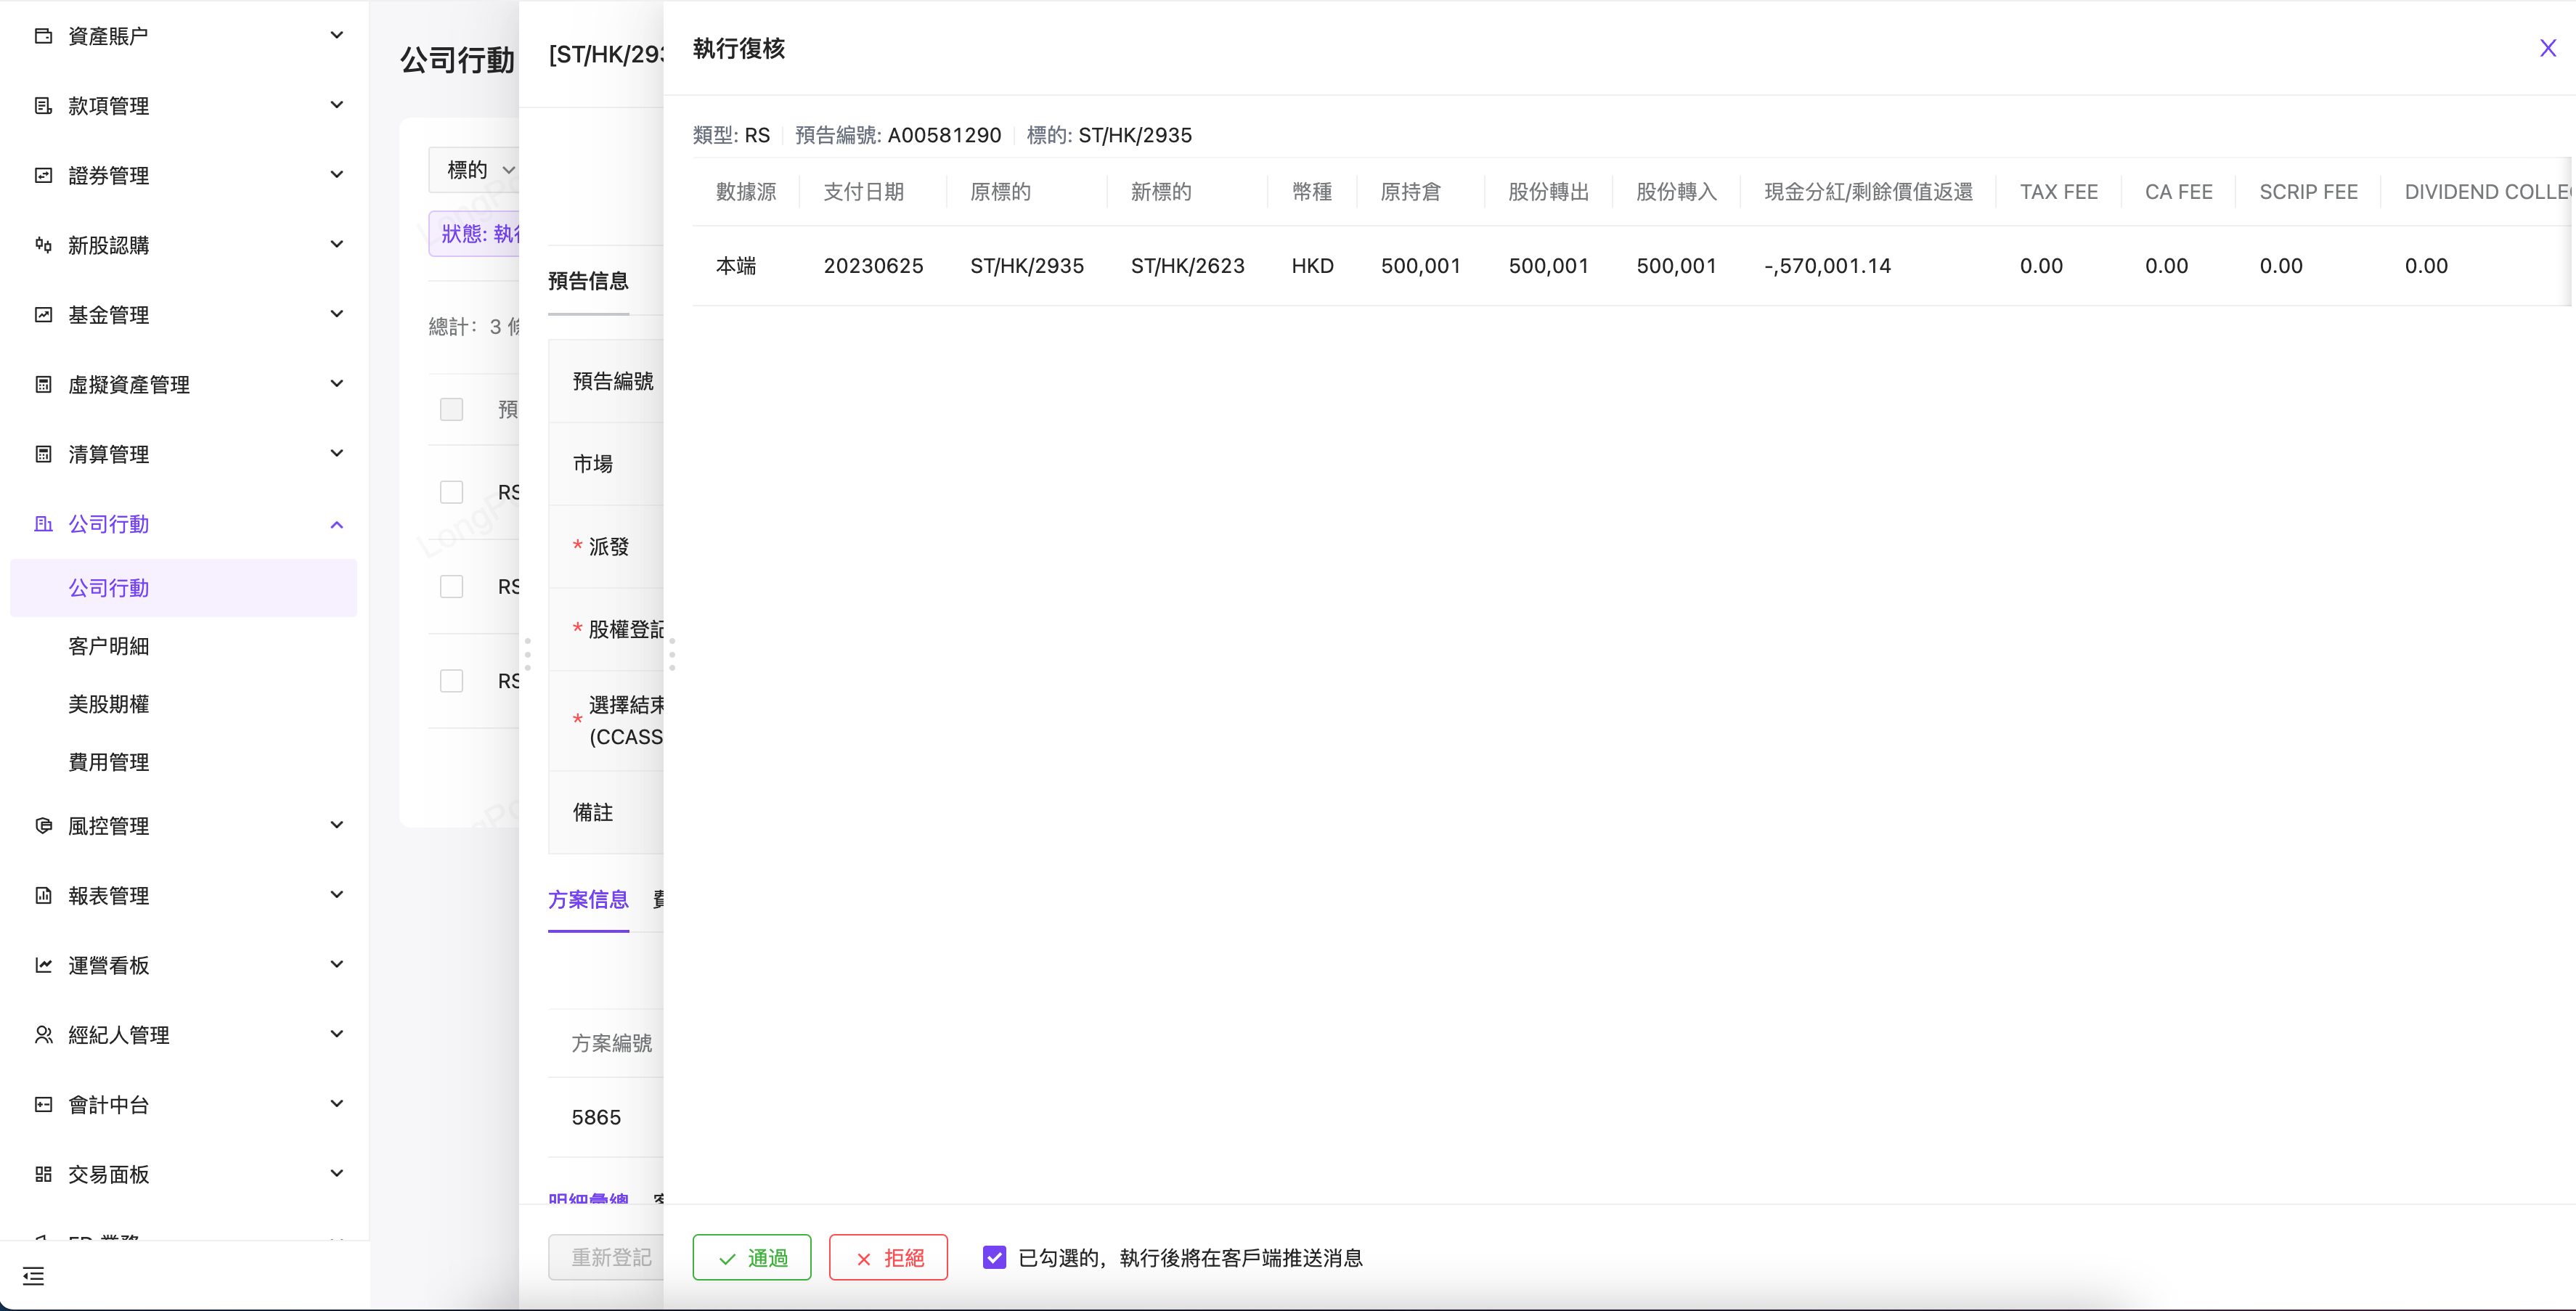 資產賬户
款項管理
證券管理
新股認購
基金管理
虛擬資產管理
清算管理
公司行動
公司行動
客户明細
美股期權
費用管理
風控管理
報表管理
運營看板
經紀人管理
會計中台
交易面板
公司行動
標的
狀態: 執行
總計: 3 條
預
RS
RS
RS
[ST/HK/293
預告信息
預告編號
市場
* 派發
* 股權登記
* 選擇結束
(CCASS
備註
方案信息
方案編號
5865
明細彙總
重新登記
執行復核
X
類型: RS 預告編號: A00581290 標的: ST/HK/2935
數據源 支付日期 原標的 新標的 幣種 原持倉 股份轉出 股份轉入 現金分紅/剩餘價值返還 TAX FEE CA FEE SCRIP FEE DIVIDEND COLLEC
本端 20230625 ST/HK/2935 ST/HK/2623 HKD 500,001 500,001 500,001 -,570,001.14 0.00 0.00 0.00 0.00
通過 拒絕 已勾選的，執行後將在客戶端推送消息